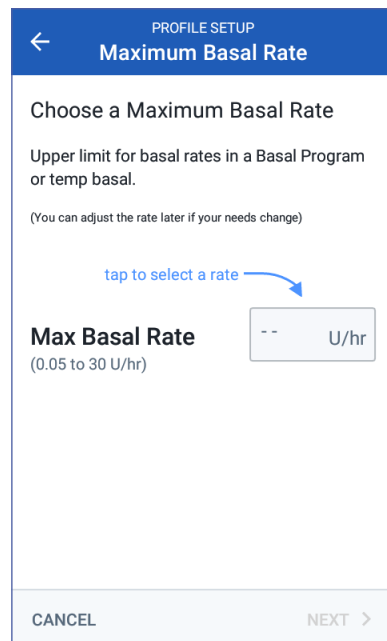 PROFILE SETUP
Maximum Basal Rate
Choose a Maximum Basal Rate
Upper limit for basal rates in a Basal Program
or temp basal.
(You can adjust the rate later if your needs change)
tap to select a rate
Max Basal Rate
-- U/hr
(0.05 to 30 U/hr)
CANCEL
NEXT